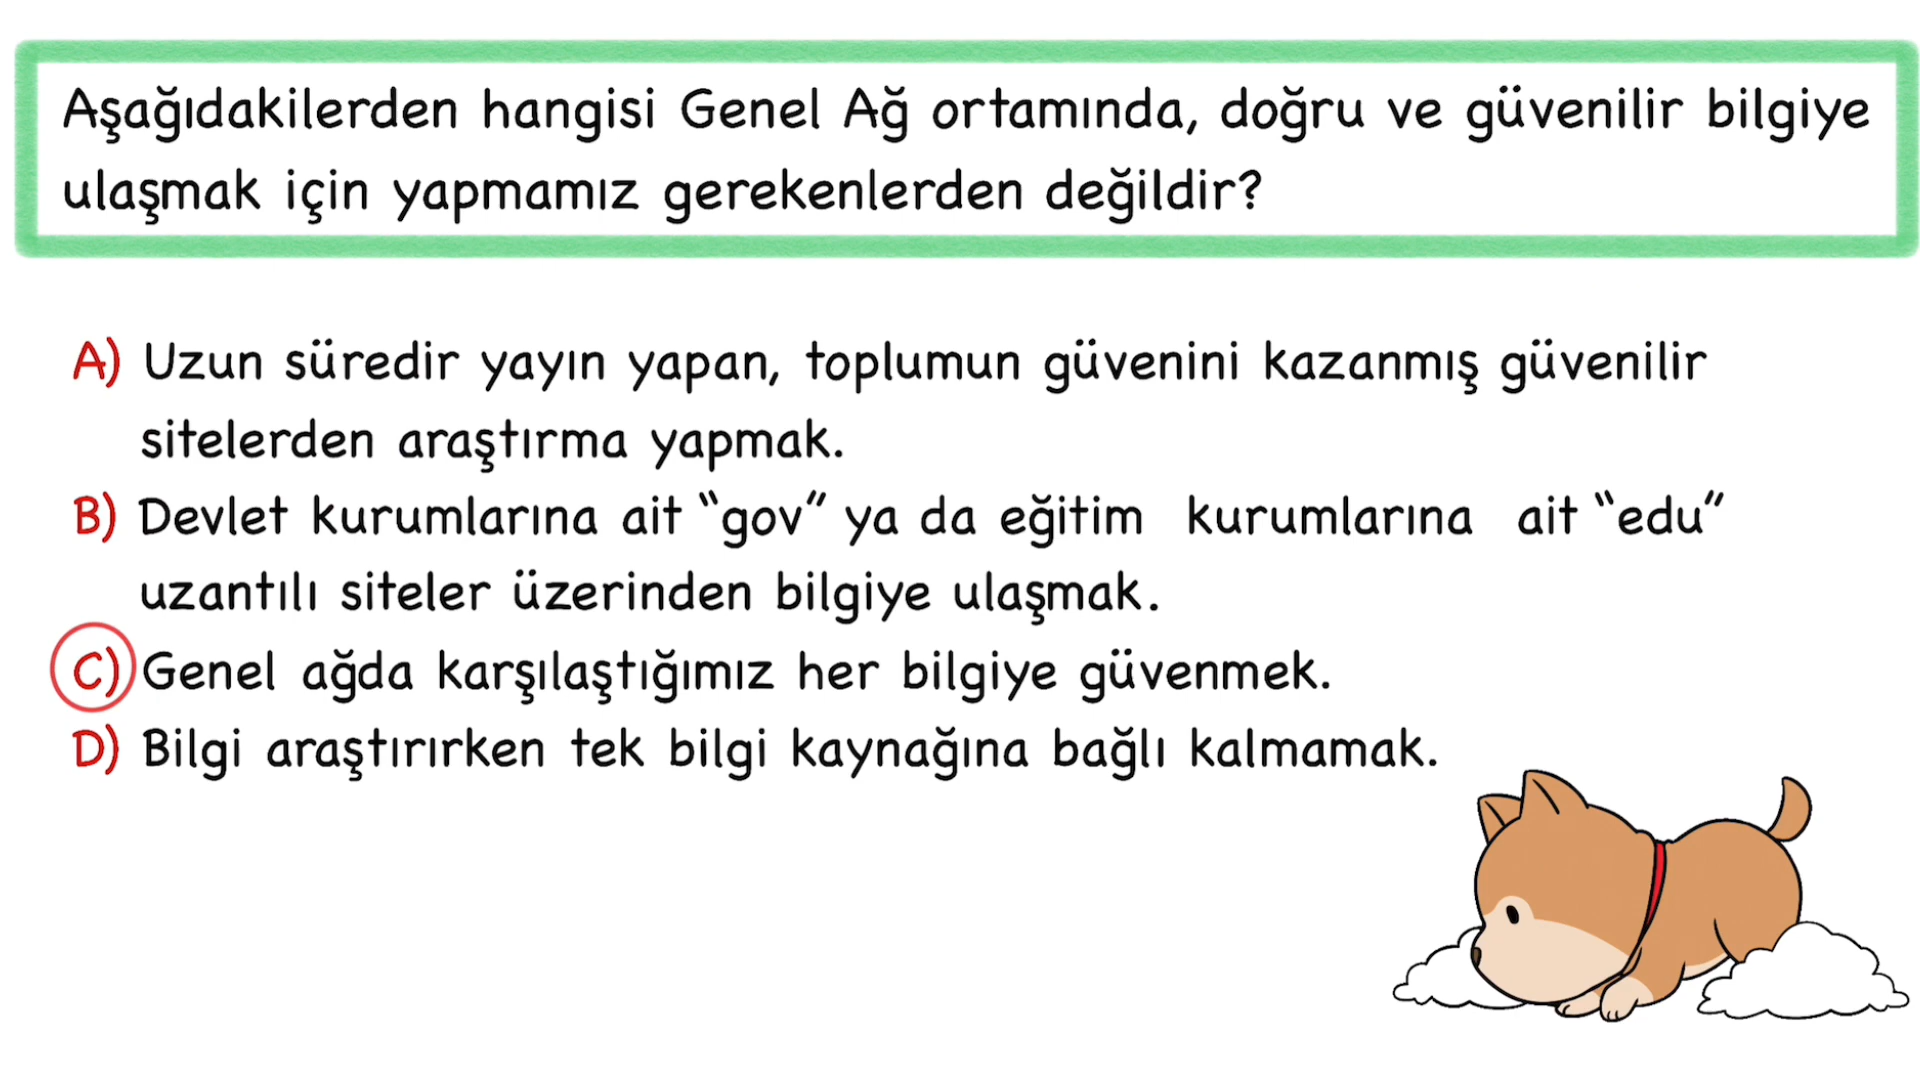 Aşağıdakilerden hangisi Genel Ağ ortamında, doğru ve güvenilir bilgiye
ulaşmak için yapmamız gerekenlerden değildir?
A) Uzun süredir yayın yapan, toplumun güvenini kazanmış güvenilir
sitelerden araştırma yapmak.
B) Devlet kurumlarına ait “gov” ya da eğitim kurumlarına ait “edu”
uzantılı siteler üzerinden bilgiye ulaşmak.
C) Genel ağda karşılaştığımız her bilgiye güvenmek.
D) Bilgi araştırırken tek bilgi kaynağına bağlı kalmamak.